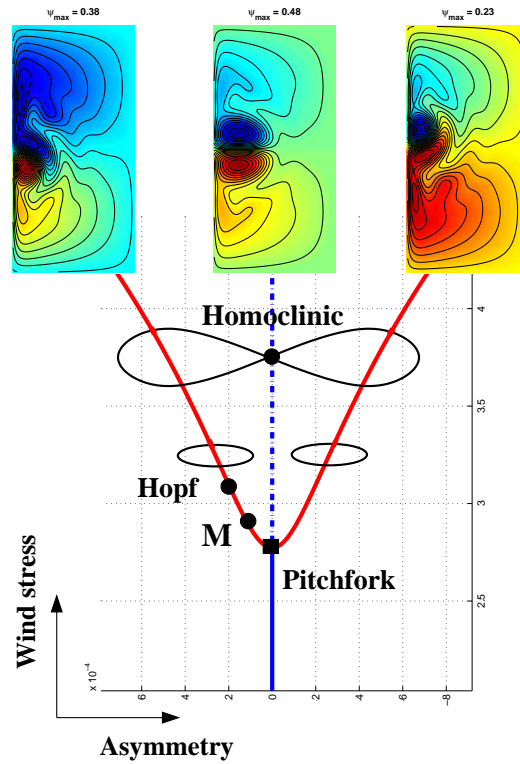 ψmax = 0.38
ψmax = 0.48
ψmax = 0.23
Homoclinic
Hopf
M
Pitchfork
Wind stress
Asymmetry
4
3.5
3
2.5
x 10⁻⁴
6 4 2 0 2 4 6 −8